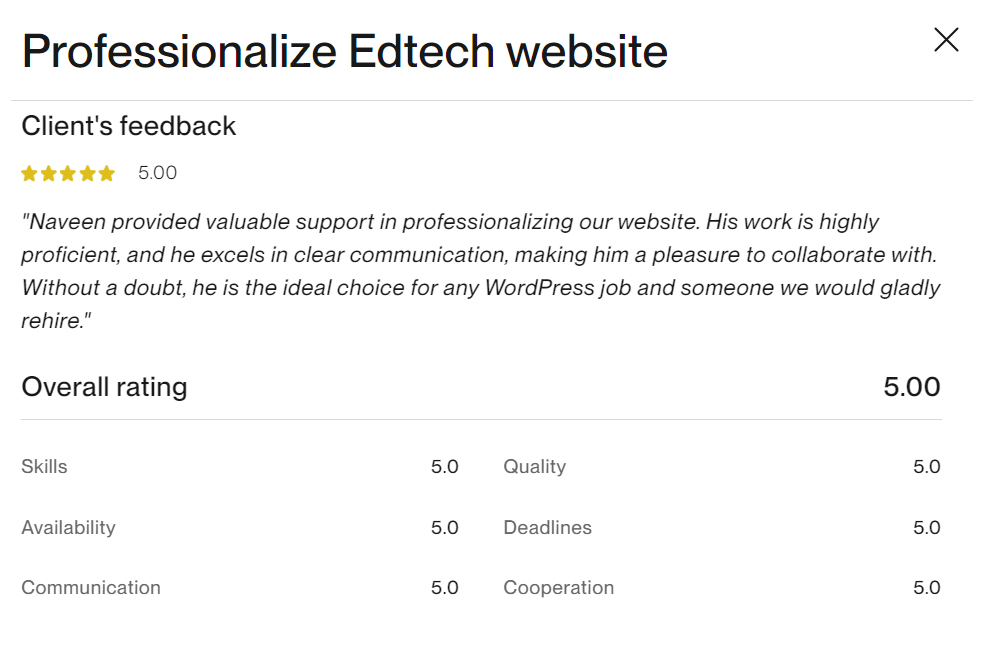 Professionalize Edtech website
Client's feedback
5.00
"Naveen provided valuable support in professionalizing our website. His work is highly
proficient, and he excels in clear communication, making him a pleasure to collaborate with.
Without a doubt, he is the ideal choice for any WordPress job and someone we would gladly
rehire."
Overall rating 5.00
Skills 5.0 Quality 5.0
Availability 5.0 Deadlines 5.0
Communication 5.0 Cooperation 5.0